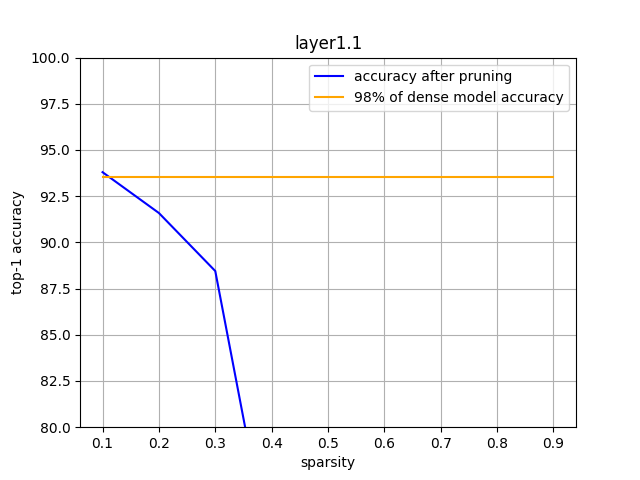 layer1.1
accuracy after pruning
98% of dense model accuracy
top-1 accuracy
100.0
97.5
95.0
92.5
90.0
87.5
85.0
82.5
80.0
0.1 0.2 0.3 0.4 0.5 0.6 0.7 0.8 0.9
sparsity